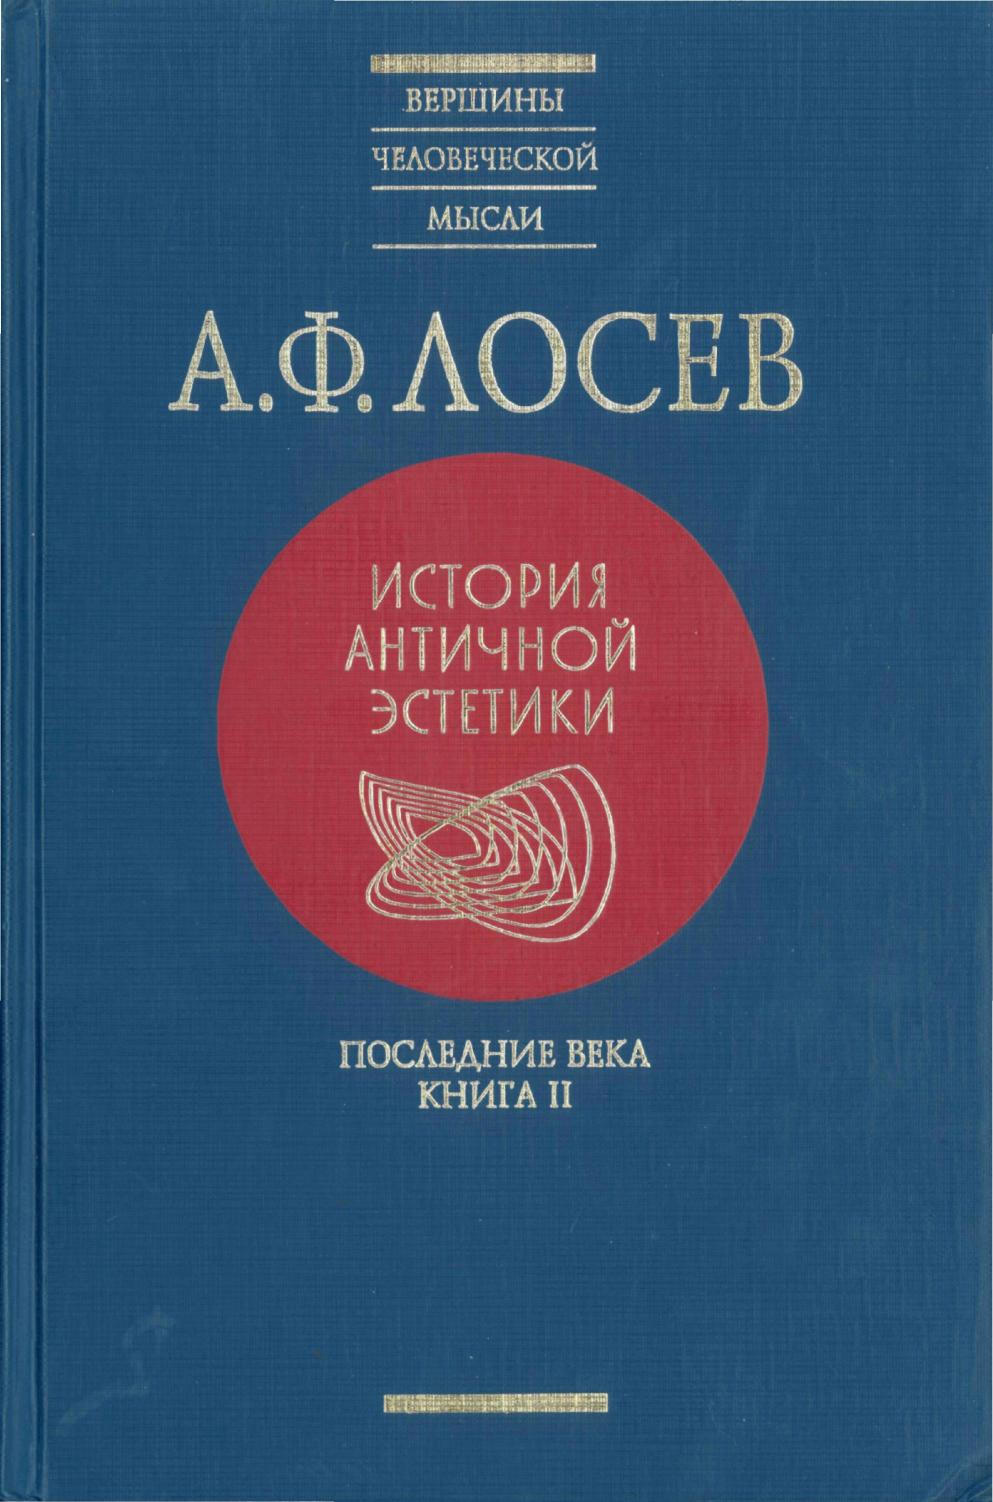 ВЕРШИНЫ
ЧЕЛОВЕЧЕСКОЙ
МЫСЛИ
А.Ф.ЛОСЕВ
ИСТОРИЯ
АНТИЧНОЙ
ЭСТЕТИКИ
ПОСЛЕДНИЕ ВЕКА
КНИГА II